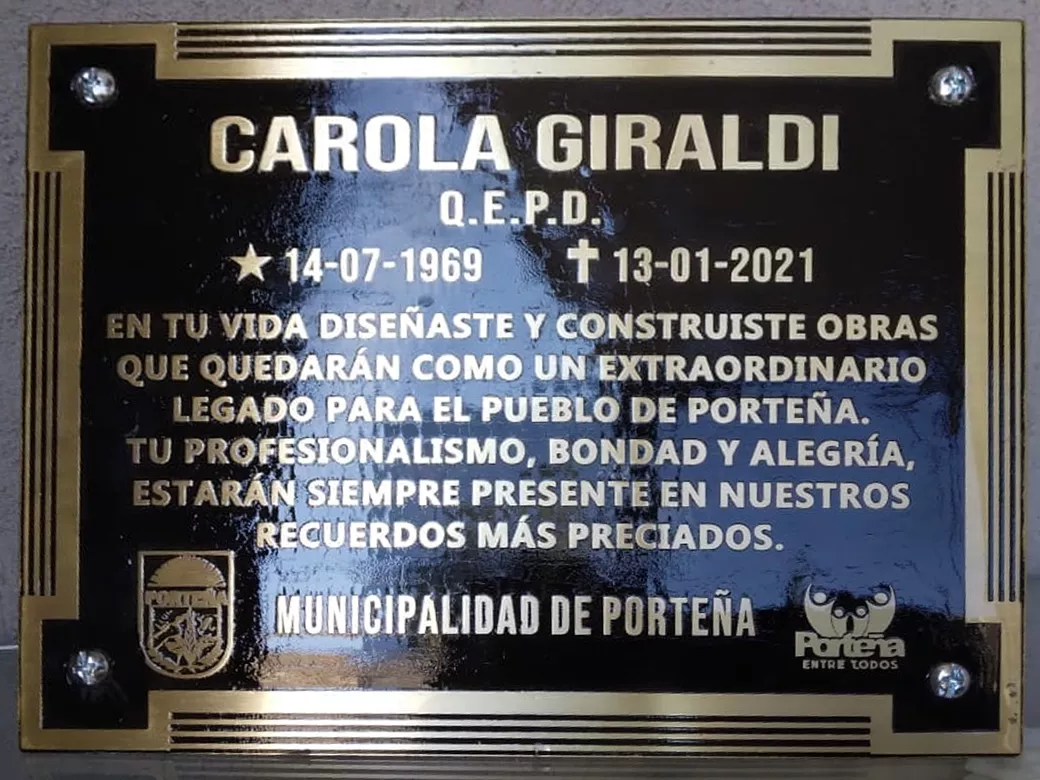 CAROLA GIRALDI
Q.E.P.D.
★ 14-07-1969 ✝ 13-01-2021
EN TU VIDA DISEÑASTE Y CONSTRUISTE OBRAS
QUE QUEDARÁN COMO UN EXTRAORDINARIO
LEGADO PARA EL PUEBLO DE PORTEÑA.
TU PROFESIONALISMO, BONDAD Y ALEGRÍA,
ESTARÁN SIEMPRE PRESENTE EN NUESTROS
RECUERDOS MÁS PRECIADOS.
PORTEÑA
MUNICIPALIDAD DE PORTEÑA
Porteña
ENTRE TODOS